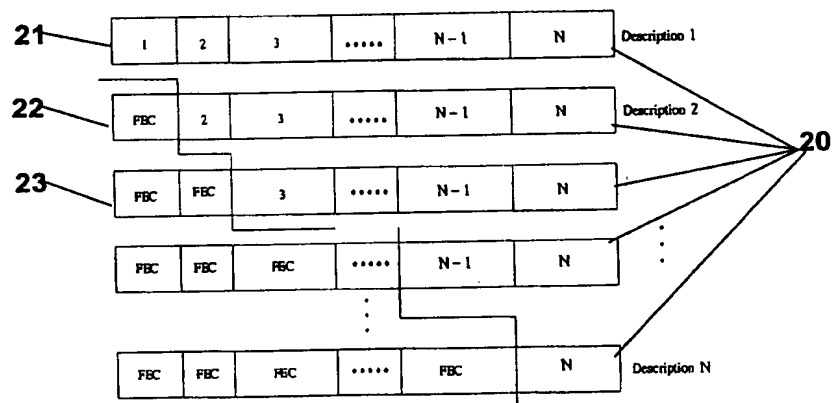 21 1 2 3 ..... N-1 N Description 1
22 FEC 2 3 ..... N-1 N Description 2
20
23 FEC FEC 3 ..... N-1 N
FEC FEC FEC ..... N-1 N
FEC FEC FEC ..... FEC N Description N